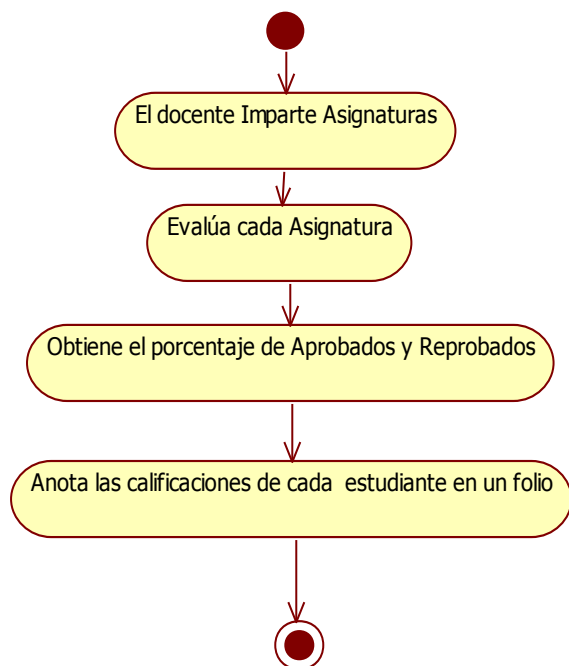 El docente Imparte Asignaturas
Evalúa cada Asignatura
Obtiene el porcentaje de Aprobados y Reprobados
Anota las calificaciones de cada  estudiante en un folio